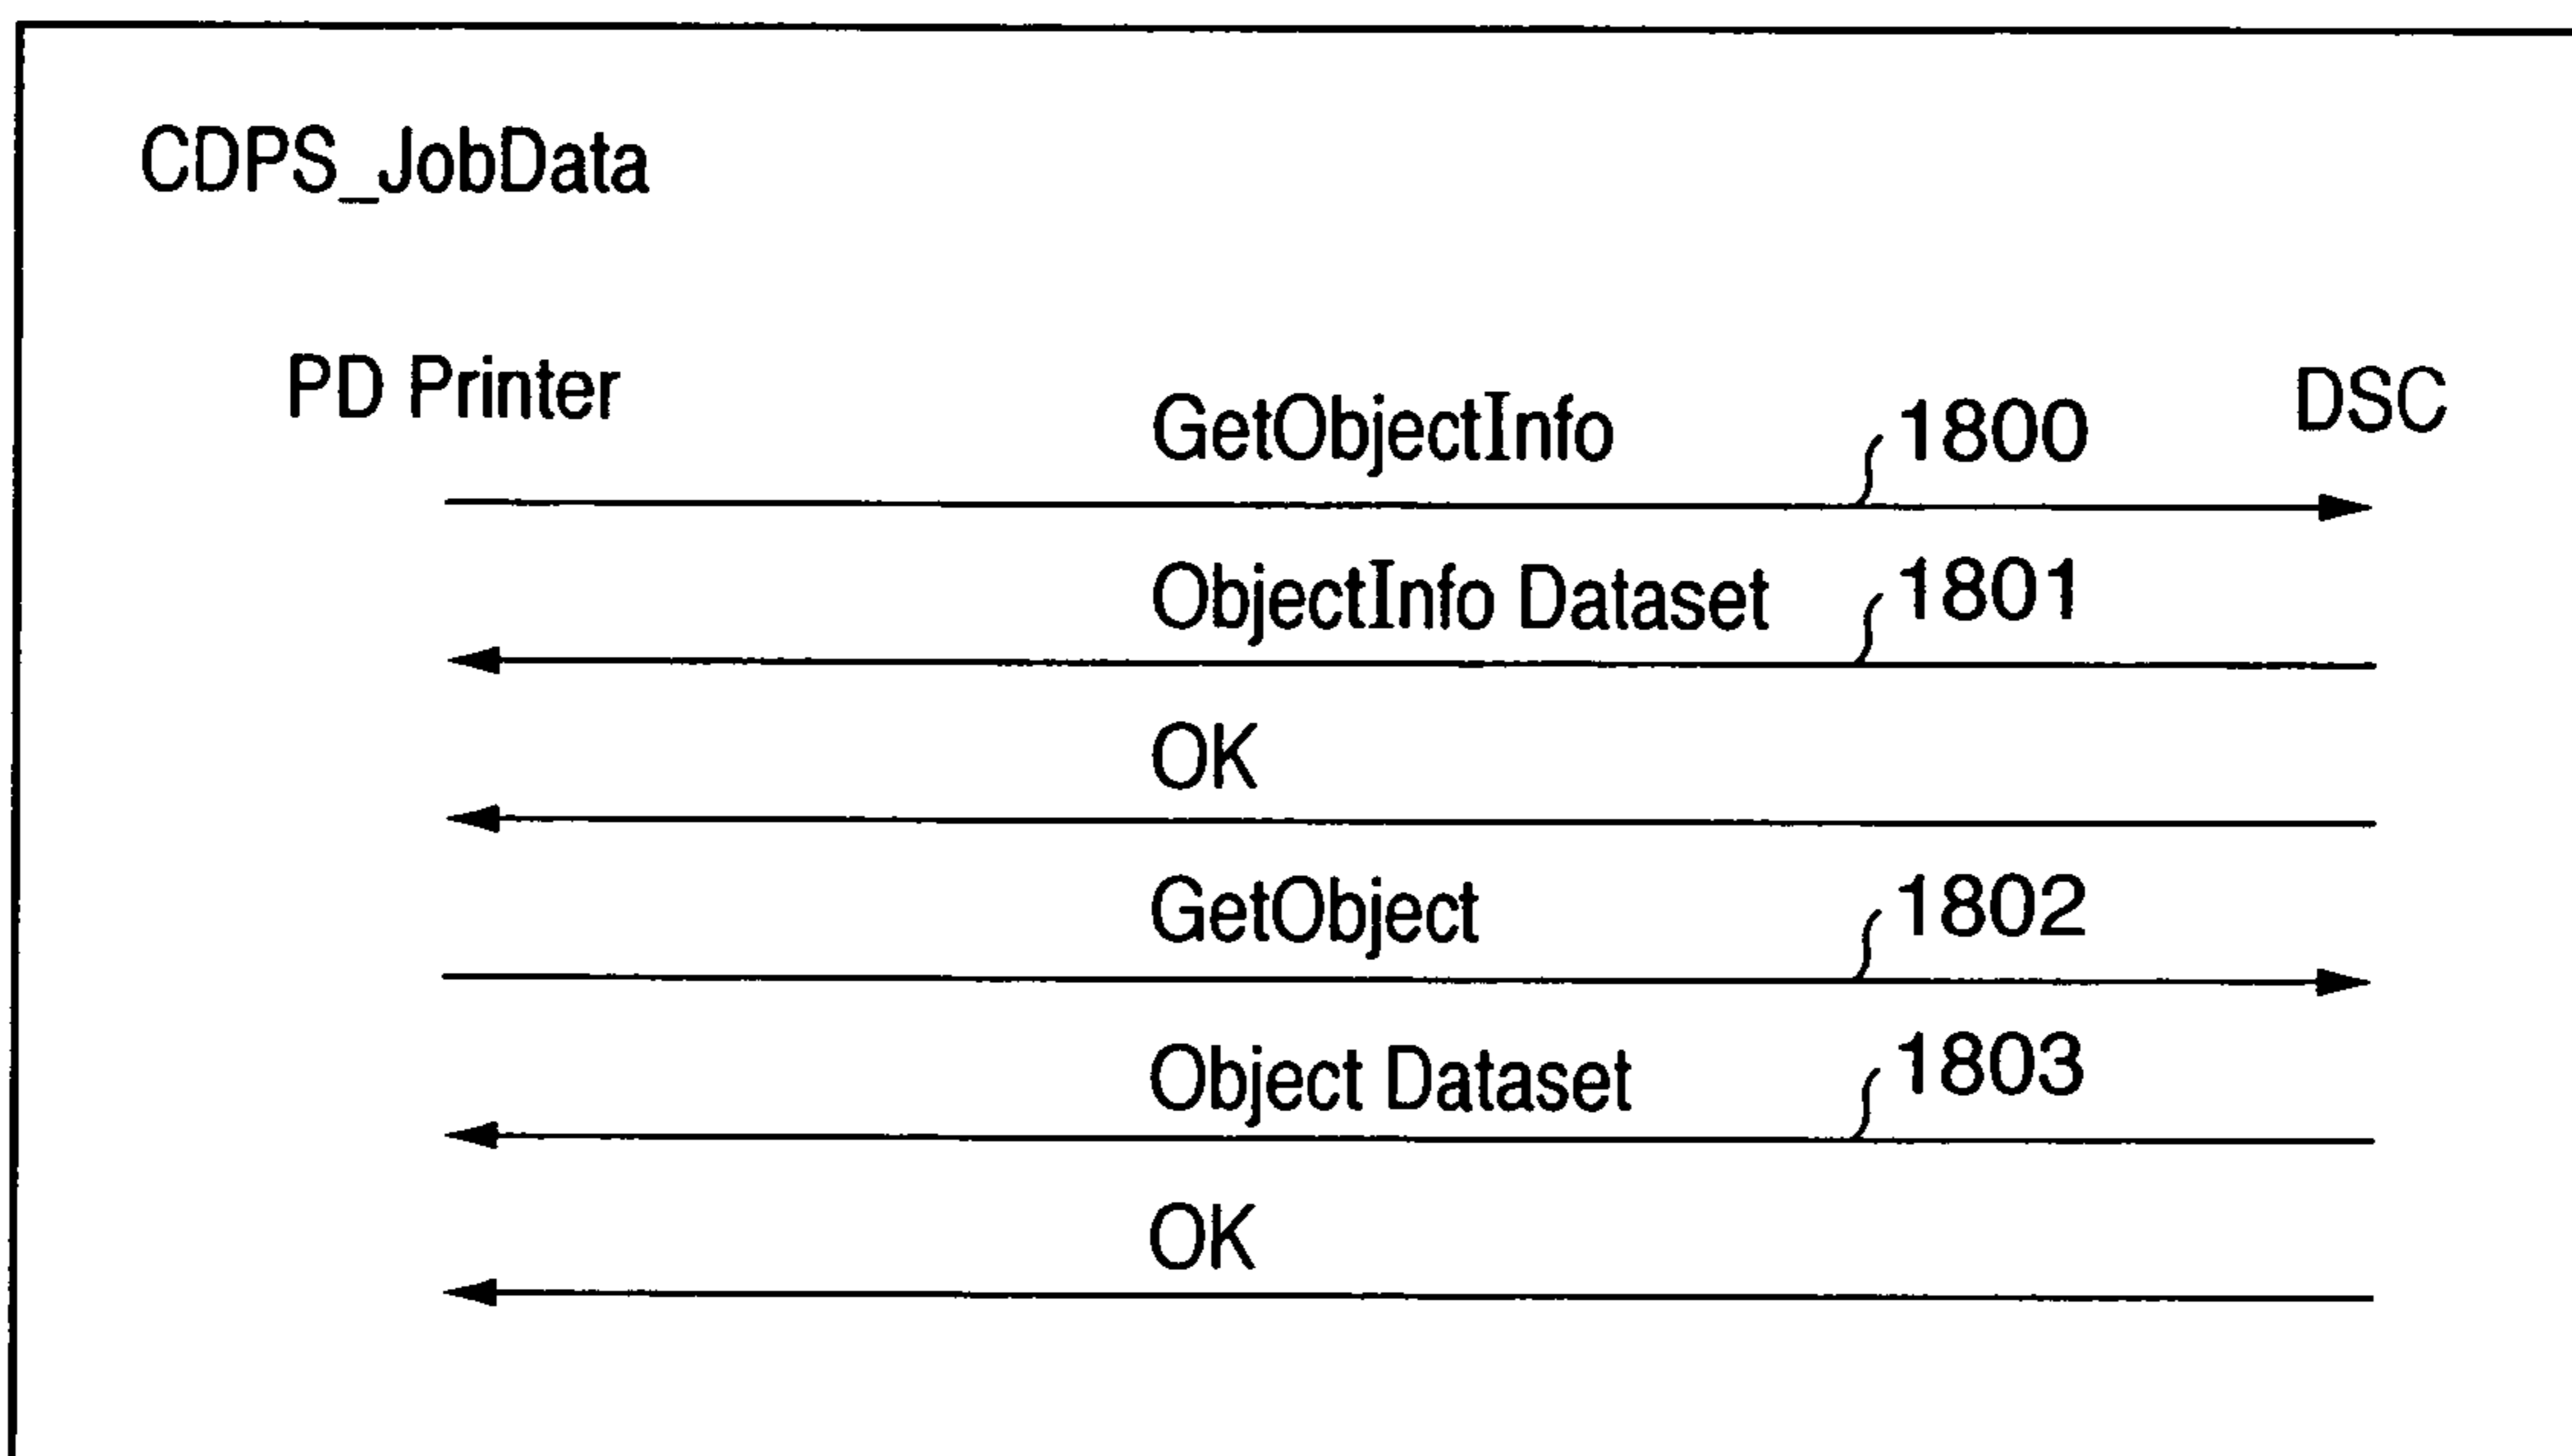 CDPS_JobData
PD Printer
DSC
GetObjectInfo 1800
ObjectInfo Dataset 1801
OK
GetObject 1802
Object Dataset 1803
OK